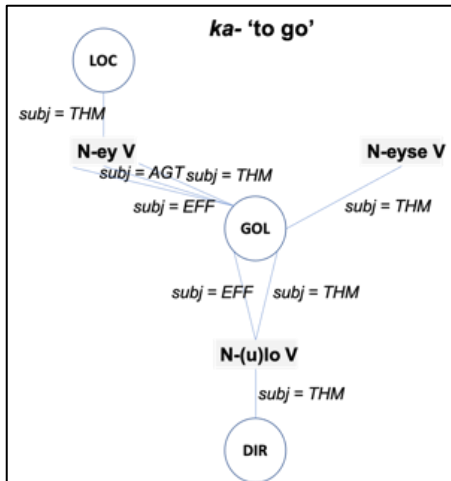 ka- ‘to go’
LOC
subj = THM
N-ey V
N-eyse V
subj = AGT
subj = THM
subj = EFF
subj = THM
GOL
subj = EFF
subj = THM
N-(u)lo V
subj = THM
DIR